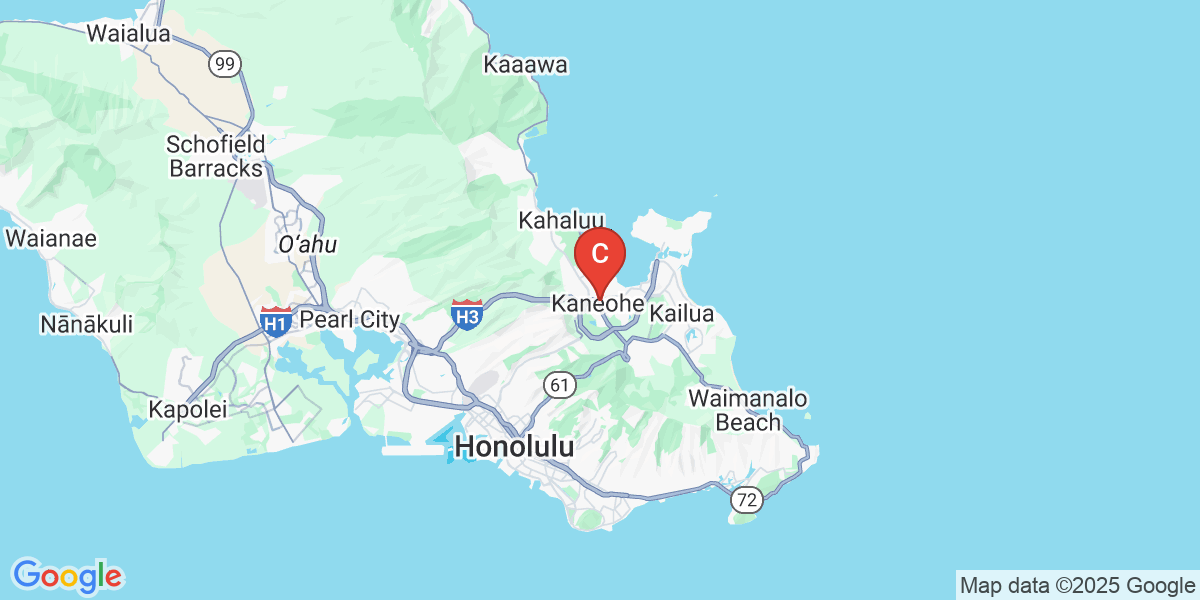 Waialua
99
Kaaawa
Schofield
Barracks
Kahaluu
Waianae
Oʻahu
C
Kaneohe
H1
H3
Pearl City
Kailua
Nānākuli
61
Kapolei
Waimanalo
Beach
Honolulu
72
Google
Map data ©2025 Google